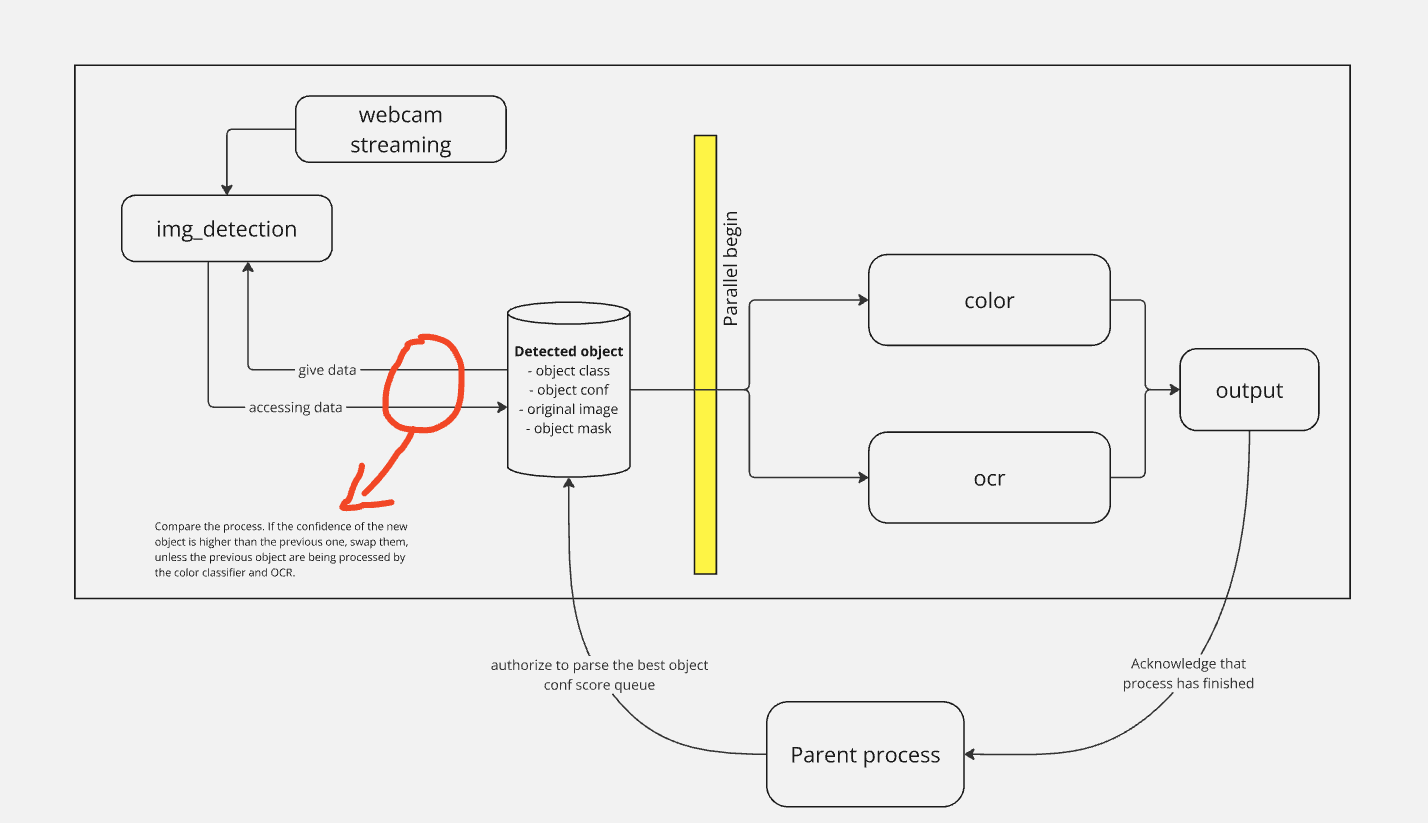 webcam
streaming
img_detection
Parallel begin
color
give data
accessing data
Detected object
- object class
- object conf
- original image
- object mask
output
ocr
Compare the process. If the confidence of the new
object is higher than the previous one, swap them,
unless the previous object are being processed by
the color classifier and OCR.
authorize to parse the best object
conf score queue
Acknowledge that
process has finished
Parent process